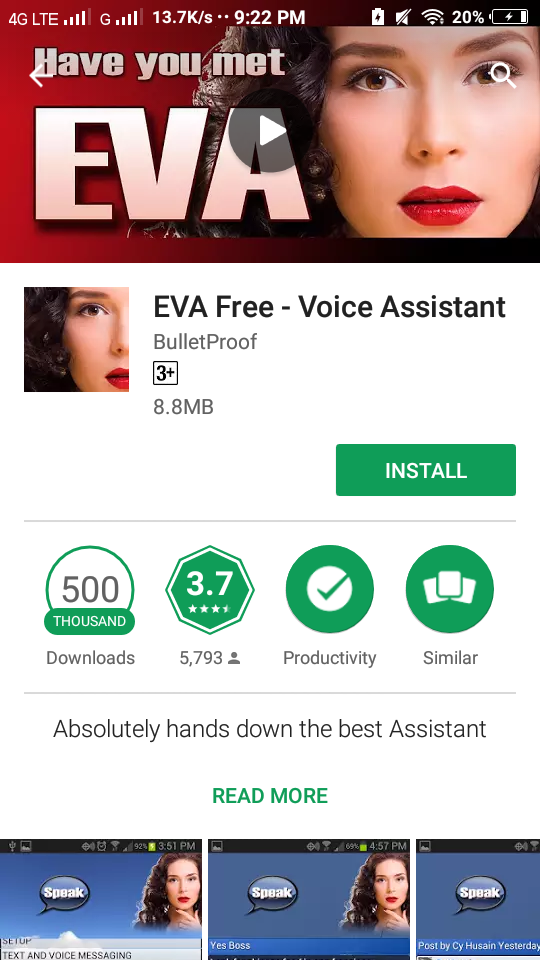 4G LTE G 13.7K/s 9:22 PM 20%
Have you met
EVA
EVA Free - Voice Assistant
BulletProof
3+
8.8MB
INSTALL
500
THOUSAND
3.7
Downloads
5,793
Productivity
Similar
Absolutely hands down the best Assistant
READ MORE
92% 3:51 PM
69% 4:57 PM
Speak
Speak
Speak
SETUP
TEXT AND VOICE MESSAGING
Yes Boss
Post by Cy Husain Yesterday